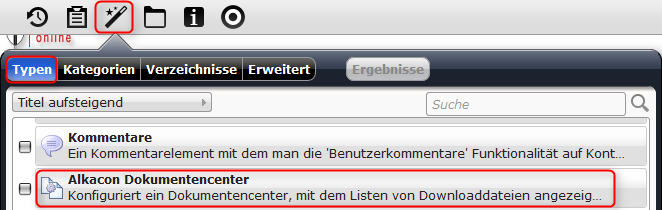 online
Typen Kategorien Verzeichnisse Erweitert Ergebnisse
Titel aufsteigend Suche
Kommentare
Ein Kommentarelement mit dem man die 'Benutzerkommentare' Funktionalität auf Kont...
Alkacon Dokumentencenter
Konfiguriert ein Dokumentencenter, mit dem Listen von Downloaddateien angezeig...